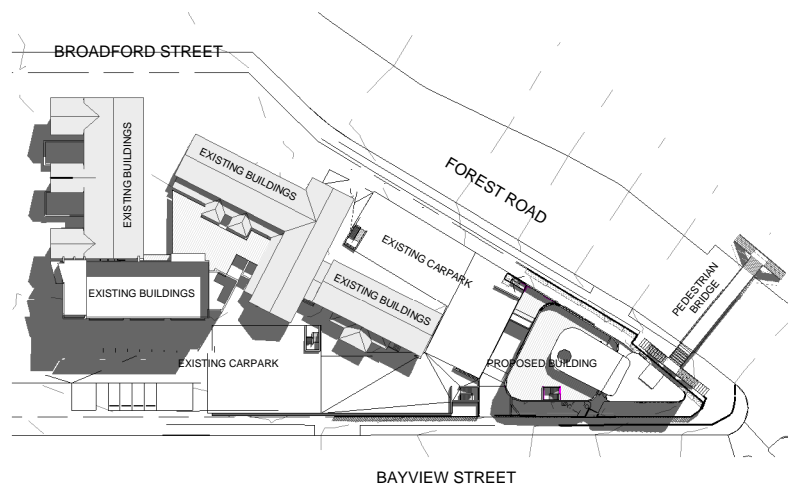 BROADFORD STREET
EXISTING BUILDINGS
EXISTING BUILDINGS
FOREST ROAD
EXISTING CARPARK
PEDESTRIAN
BRIDGE
EXISTING BUILDINGS
EXISTING BUILDINGS
EXISTING CARPARK
PROPOSED BUILDING
BAYVIEW STREET